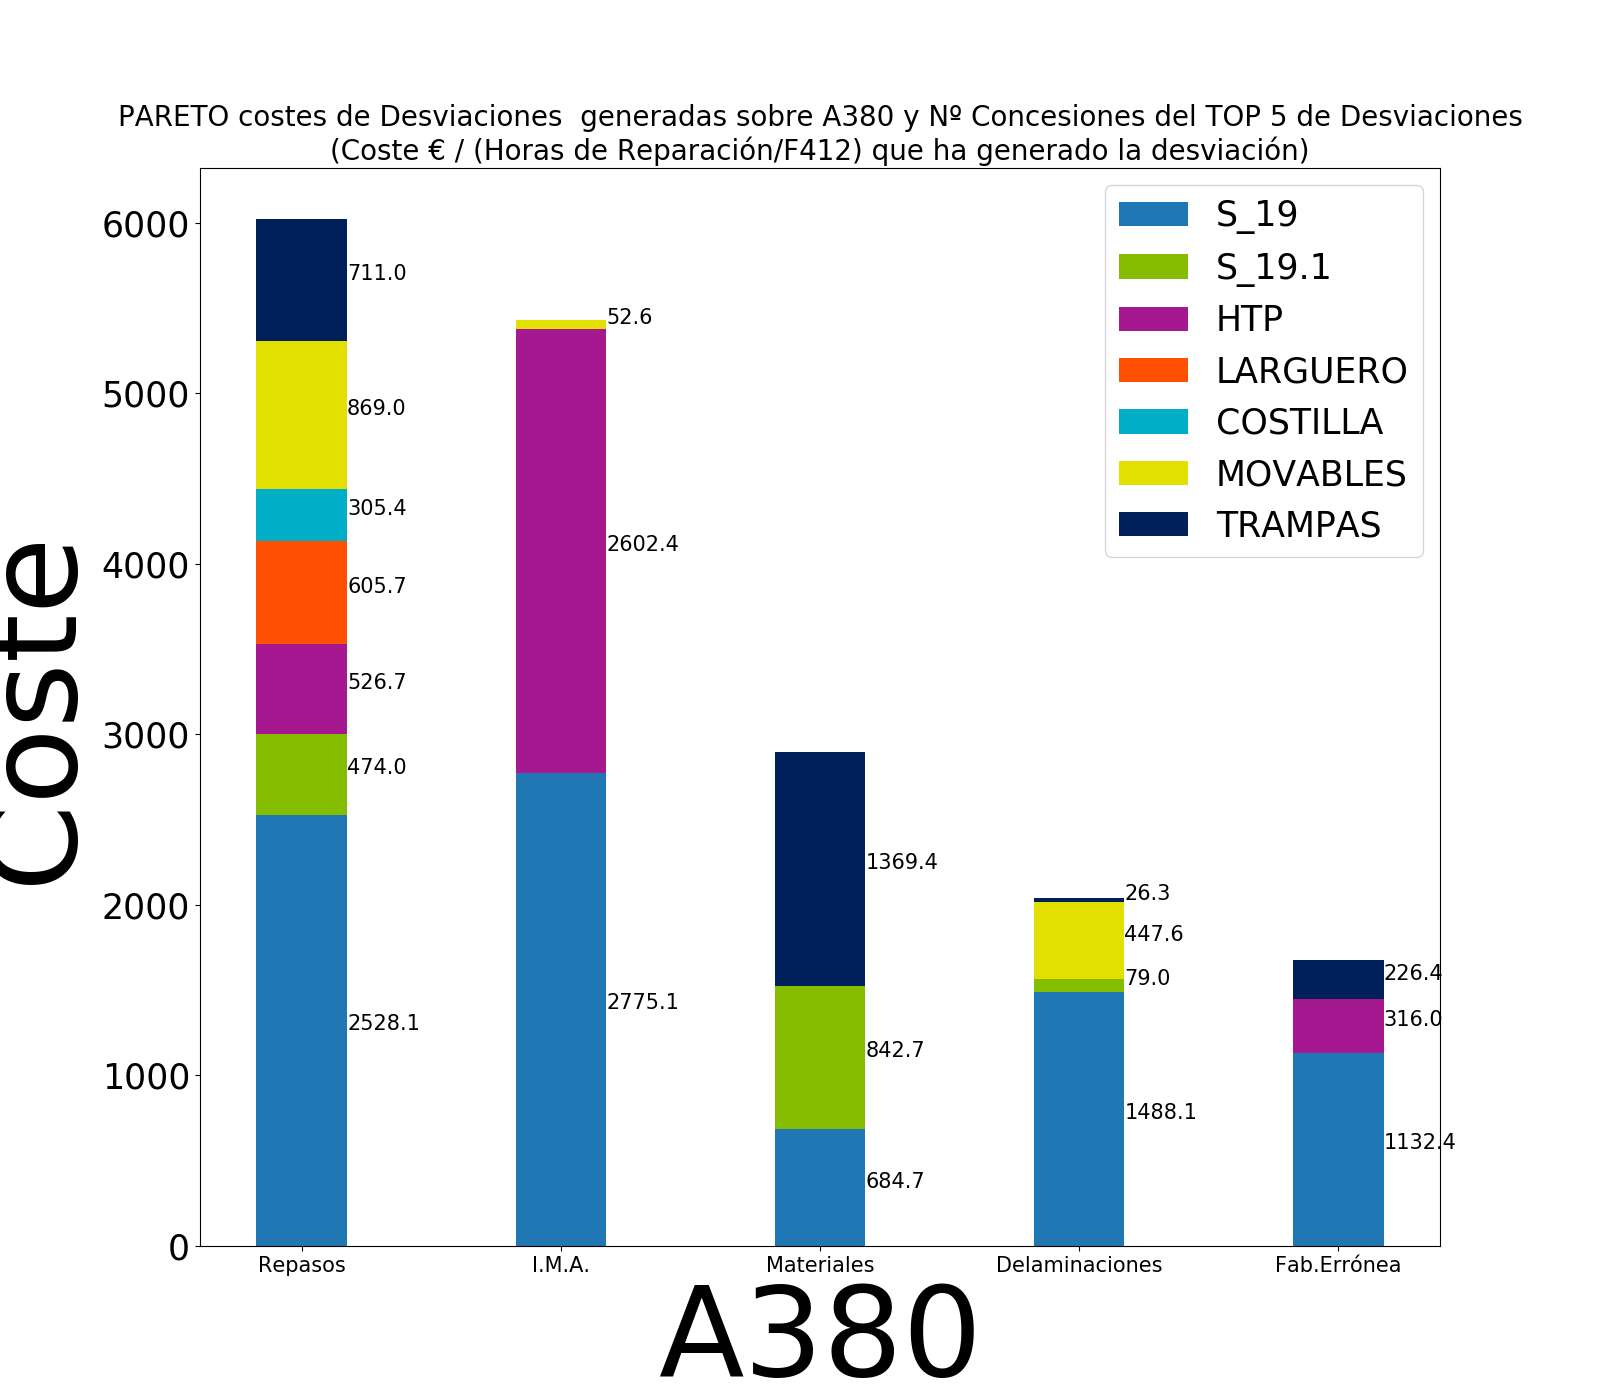 PARETO costes de Desviaciones  generadas sobre A380 y Nº Concesiones del TOP 5 de Desviaciones
(Coste € / (Horas de Reparación/F412) que ha generado la desviación)
Coste
6000
5000
4000
3000
2000
1000
0
711.0
869.0
305.4
605.7
526.7
474.0
2528.1
52.6
2602.4
2775.1
1369.4
842.7
684.7
26.3
447.6
79.0
1488.1
226.4
316.0
1132.4
S_19
S_19.1
HTP
LARGUERO
COSTILLA
MOVABLES
TRAMPAS
Repasos
I.M.A.
Materiales
Delaminaciones
Fab.Errónea
A380